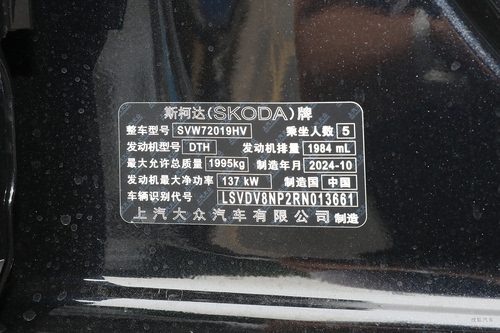 斯柯达(SKODA)牌
整车型号 SVW72019HV 乘坐人数 5
发动机型号 DTH 发动机排量 1984 mL
最大允许总质量 1995kg 制造年月 2024-10
发动机最大净功率 137 kW 制造国 中国
车辆识别代号 LSVDV8NP2RN013661
上汽大众汽车有限公司 制造